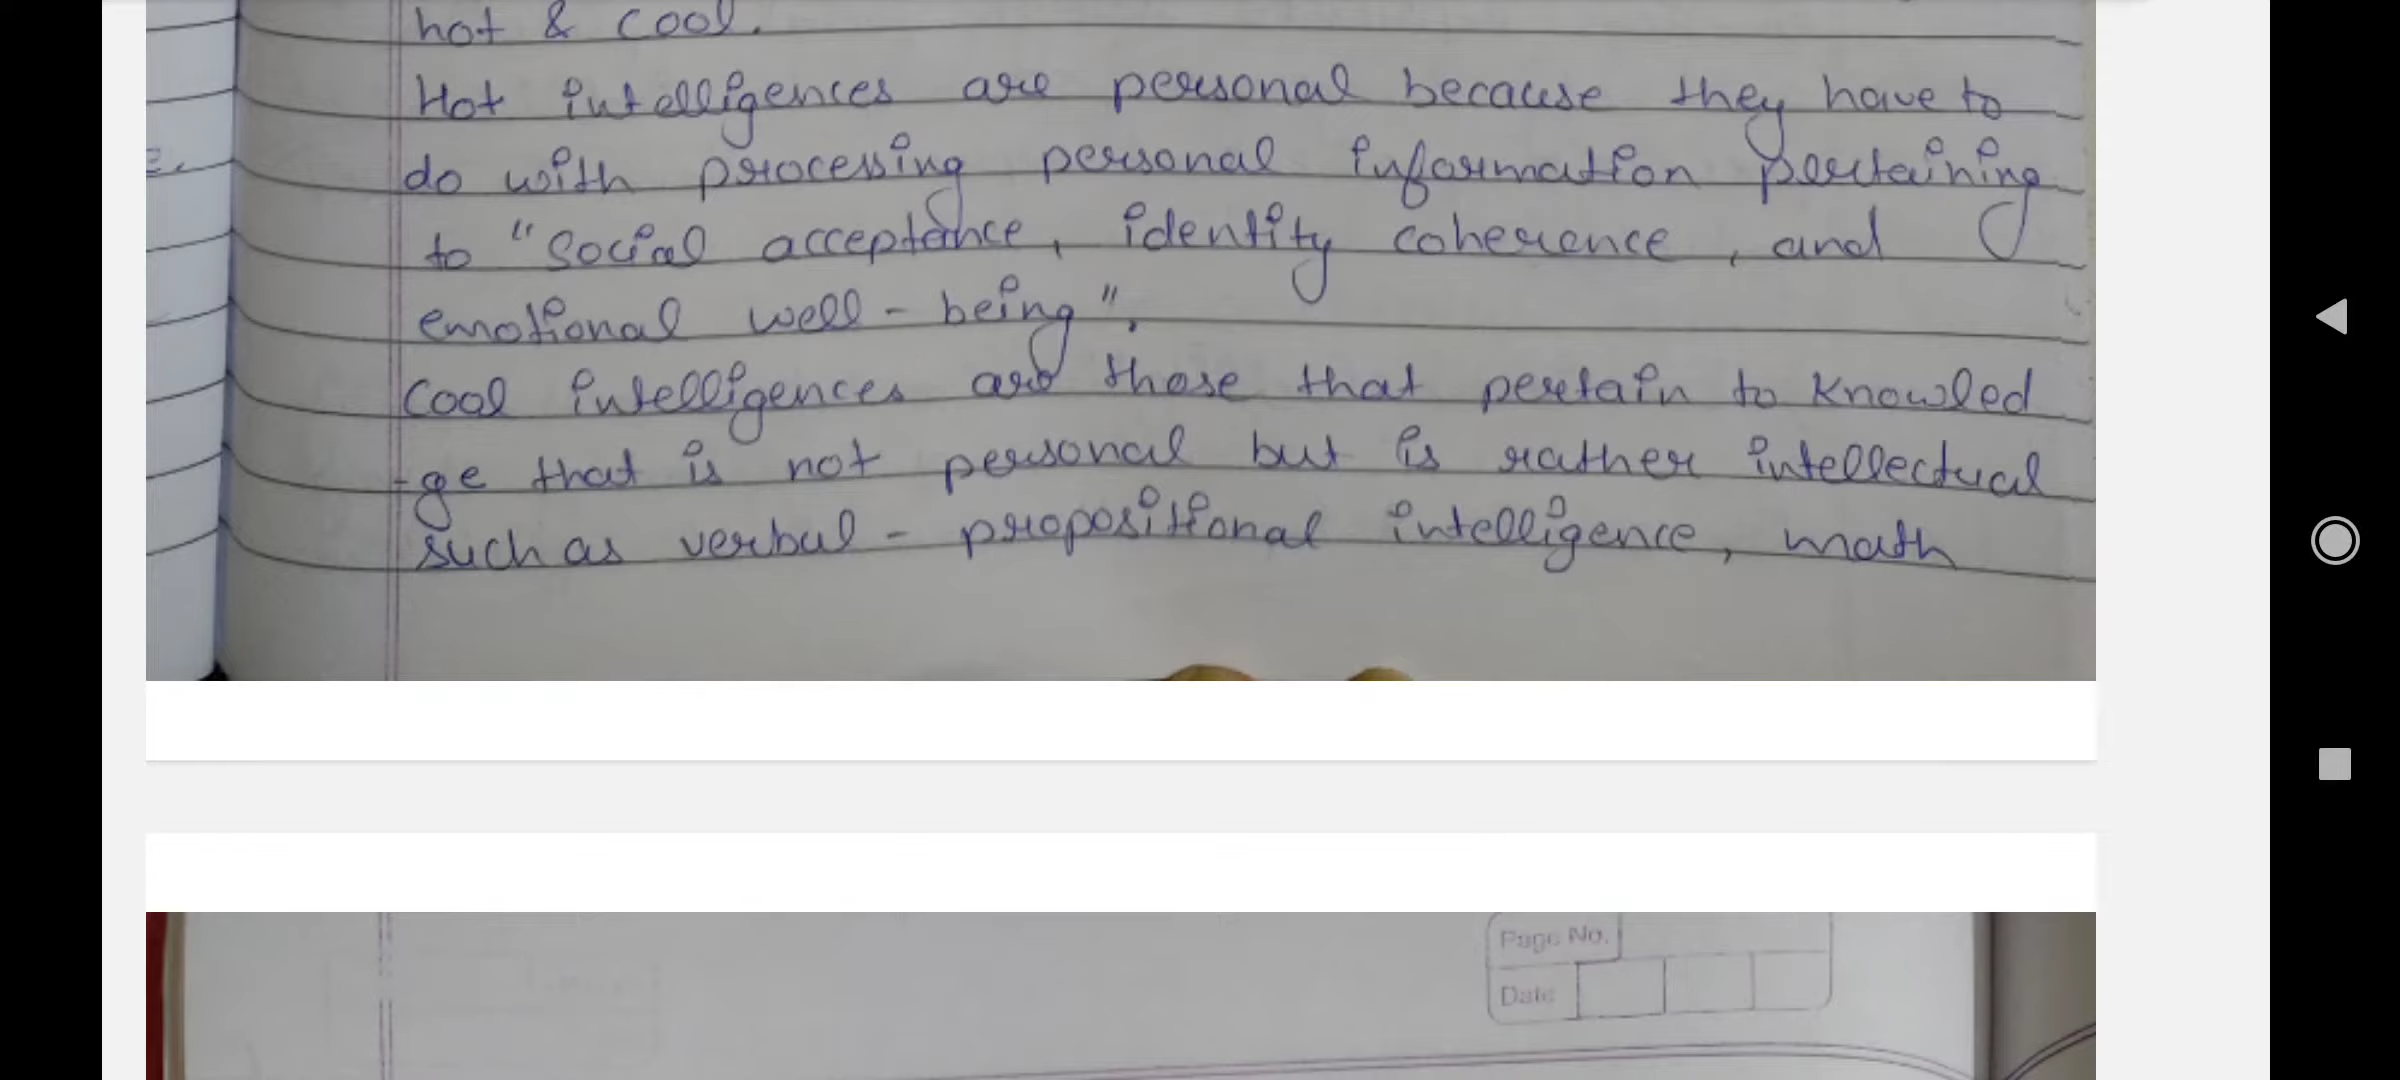 hot & cool.
Hot intelligences are personal because they have to
do with processing personal information pertaining
to "Social acceptance, identity coherence, and
emotional well-being".
Cool intelligences are those that pertain to knowled
-ge that is not personal but is rather intellectual
such as verbal - propositional intelligence, math
Page No.
Date